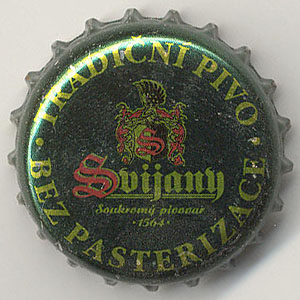 TRADIČNÍ PIVO
S
Svijany
Soukromý pivovar
· 1564 ·
· BEZ PASTERIZACE ·